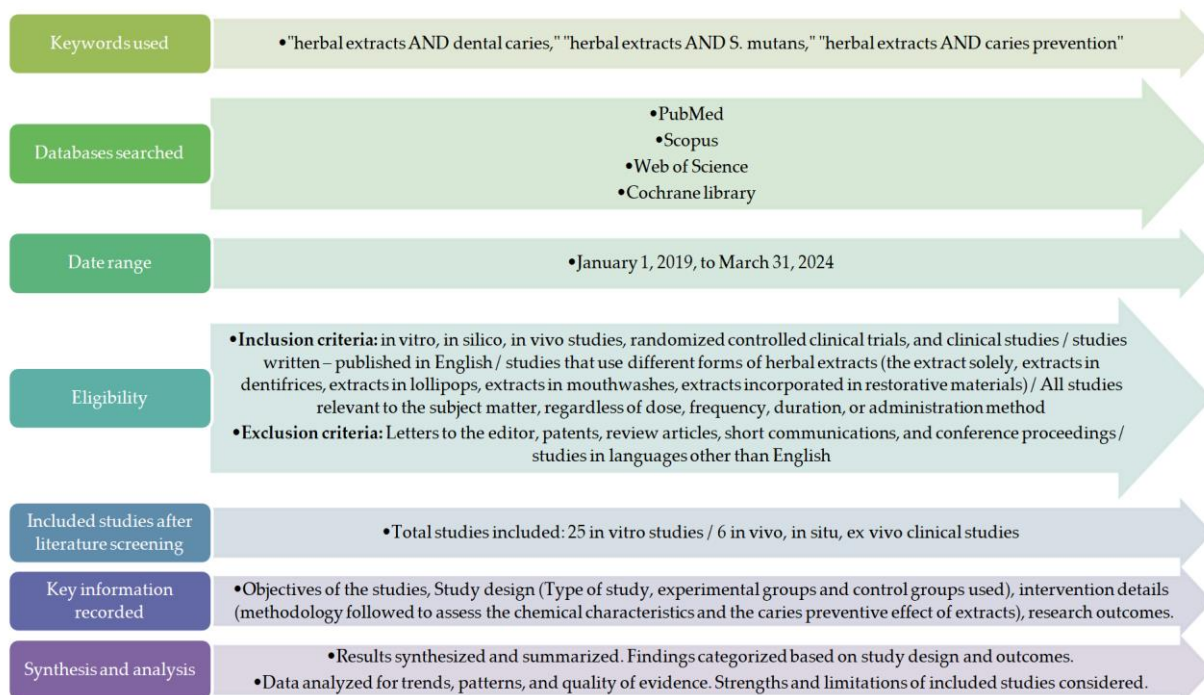 Keywords used
•"herbal extracts AND dental caries," "herbal extracts AND S. mutans," "herbal extracts AND caries prevention"
Databases searched
•PubMed
•Scopus
•Web of Science
•Cochrane library
Date range
•January 1, 2019, to March 31, 2024
Eligibility
•Inclusion criteria: in vitro, in silico, in vivo studies, randomized controlled clinical trials, and clinical studies / studies
written – published in English / studies that use different forms of herbal extracts (the extract solely, extracts in
dentifrices, extracts in lollipops, extracts in mouthwashes, extracts incorporated in restorative materials) / All studies
relevant to the subject matter, regardless of dose, frequency, duration, or administration method
•Exclusion criteria: Letters to the editor, patents, review articles, short communications, and conference proceedings /
studies in languages other than English
Included studies after
literature screening
•Total studies included: 25 in vitro studies / 6 in vivo, in situ, ex vivo clinical studies
Key information
recorded
•Objectives of the studies, Study design (Type of study, experimental groups and control groups used), intervention details
(methodology followed to assess the chemical characteristics and the caries preventive effect of extracts), research outcomes.
Synthesis and analysis
•Results synthesized and summarized. Findings categorized based on study design and outcomes.
•Data analyzed for trends, patterns, and quality of evidence. Strengths and limitations of included studies considered.